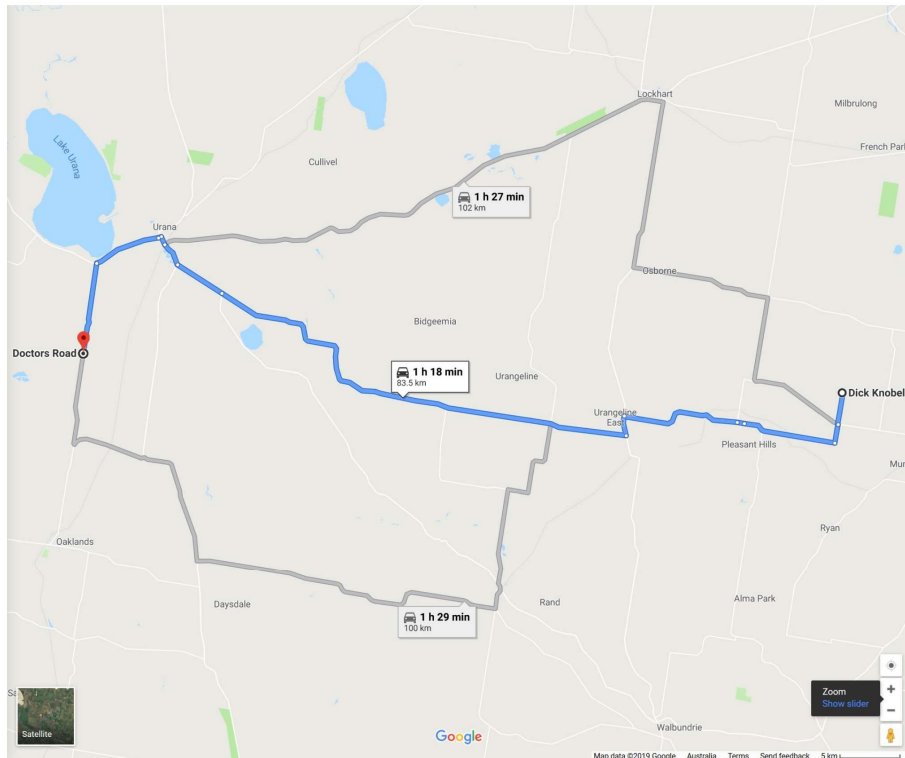 Lockhart
Milbrulong
French Park
Lake Urana
Cullivel
1 h 27 min
102 km
Urana
Osborne
Bidgeemia
Doctors Road
1 h 18 min
83.5 km
Urangeline
Dick Knobel
Urangeline
East
Pleasant Hills
Mur
Ryan
Oaklands
Daysdale
Rand
Alma Park
1 h 29 min
100 km
Sa
Zoom
Show slider
Satellite
Walbundrie
Google
Map data ©2019 Google Australia Terms Send feedback 5 km